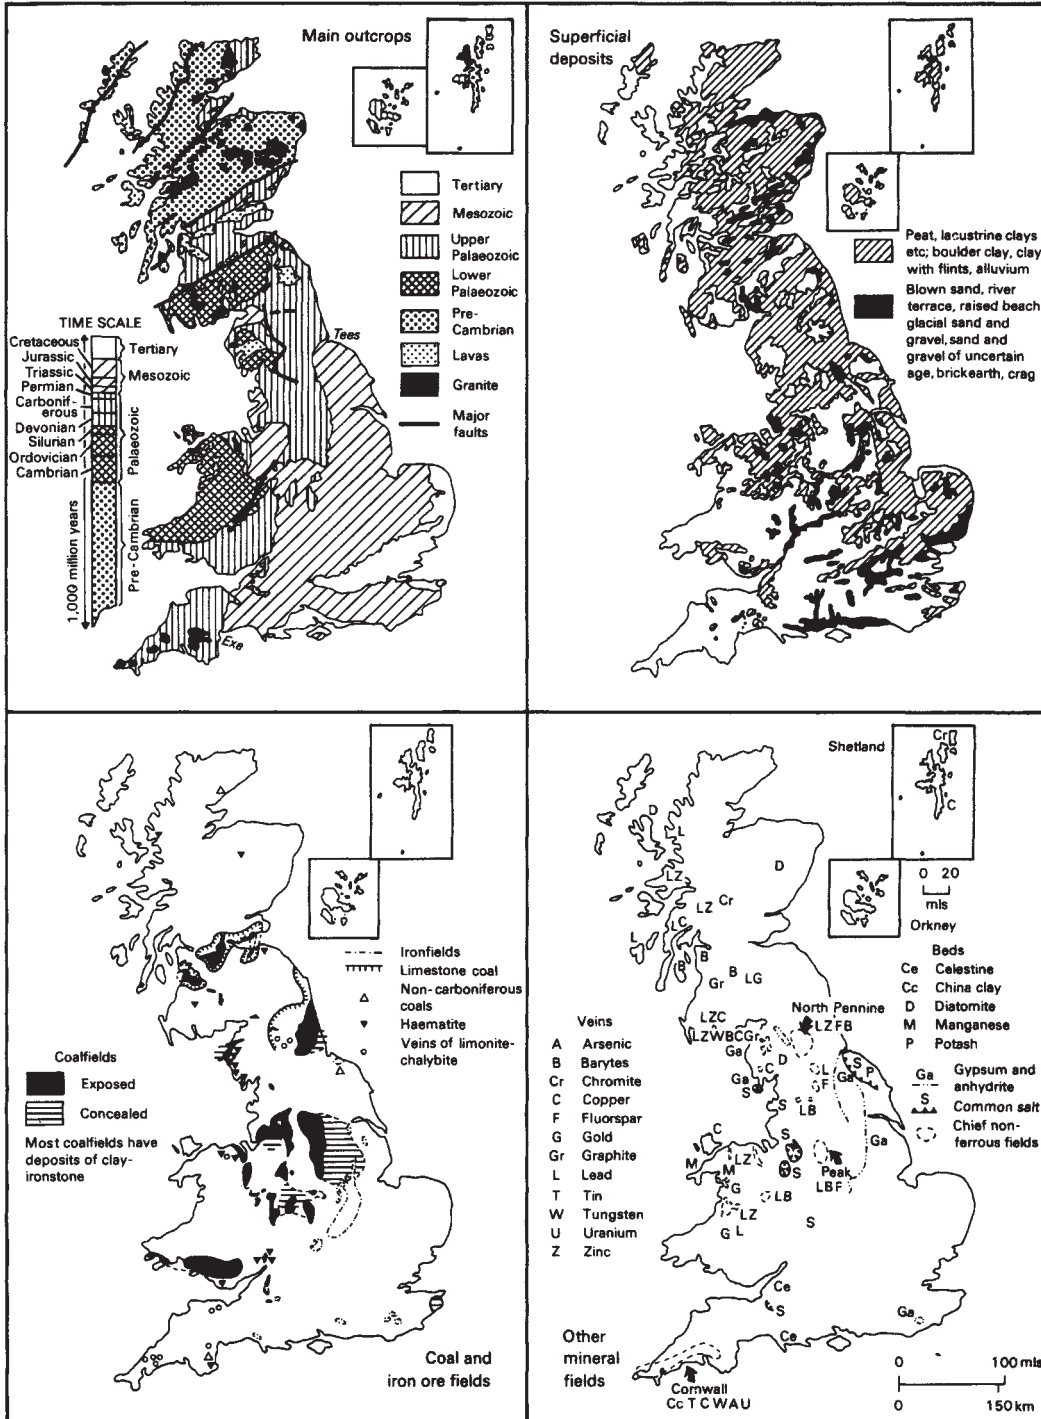 Main outcrops
Tertiary
Mesozoic
Upper
Palaeozoic
Lower
Palaeozoic
Pre-
Cambrian
Lavas
Granite
Major
faults
Tees
Exe
TIME SCALE
Cretaceous
Jurassic
Triassic
Permian
Carbonif-
erous
Devonian
Silurian
Ordovician
Cambrian
Tertiary
Mesozoic
Palaeozoic
Pre-Cambrian
1,000 million years
Superficial
deposits
Peat, lacustrine clays
etc; boulder clay, clay
with flints, alluvium
Blown sand, river
terrace, raised beach
glacial sand and
gravel, sand and
gravel of uncertain
age, brickearth, crag
Ironfields
Limestone coal
Non-carboniferous
coals
Haematite
Veins of limonite-
chalybite
Coalfields
Exposed
Concealed
Most coalfields have
deposits of clay-
ironstone
Coal and
iron ore fields
Shetland
Cr
C
0 20
mls
Orkney
D
L
LZ
D
LZ
Cr
C
L
B
B
B
LG
Gr
North Pennine
LZFB
LZC
LZWBCGr
Ga
D
C
L
F
Ga
S
S
P
Ga
S
LB
C
S
Ga
M
LZ
S
Peak
LBF
M
G
LB
LZ
G
L
S
Ce
S
Ce
Ga
Cornwall
Cc T C W A U
Veins
A Arsenic
B Barytes
Cr Chromite
C Copper
F Fluorspar
G Gold
Gr Graphite
L Lead
T Tin
W Tungsten
U Uranium
Z Zinc
Beds
Ce Celestine
Cc China clay
D Diatomite
M Manganese
P Potash
Ga Gypsum and
anhydrite
S Common salt
Chief non-
ferrous fields
Other
mineral
fields
0 100 mls
0 150 km